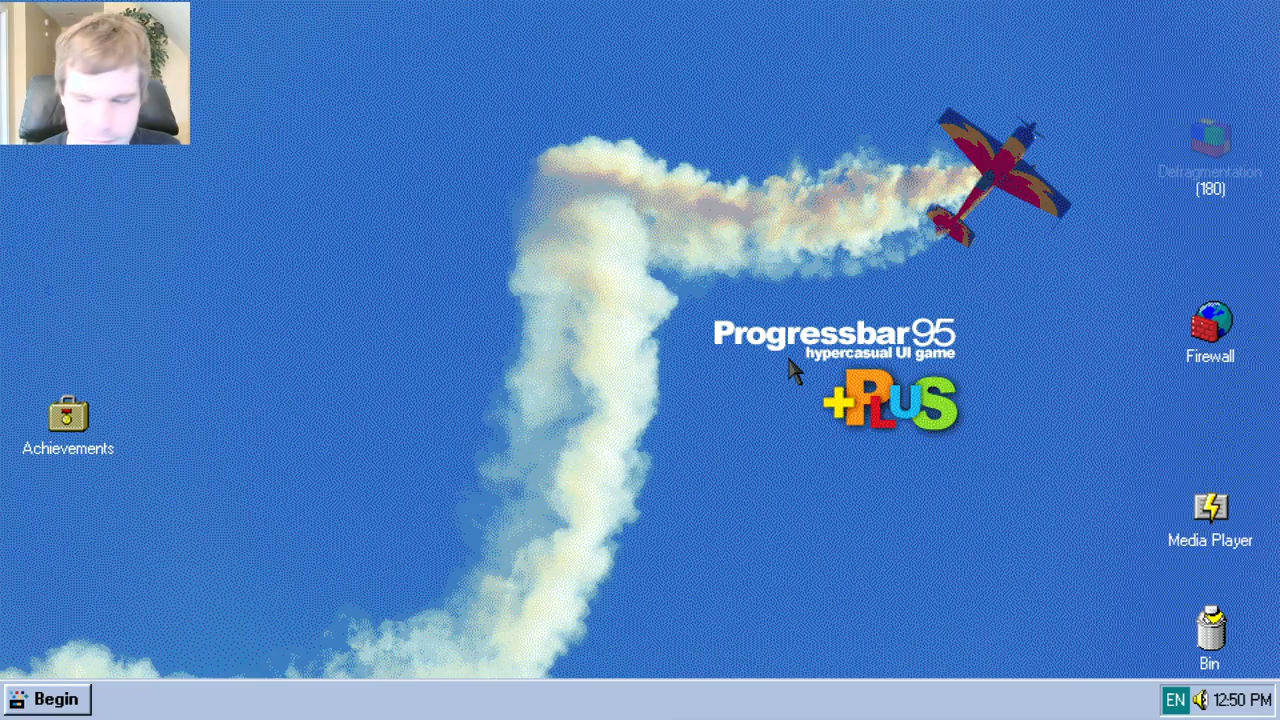 Defragmentation
(180)
Progressbar95
hypercasual UI game
+PLUS
Firewall
Achievements
Media Player
Bin
Begin
EN
12:50 PM